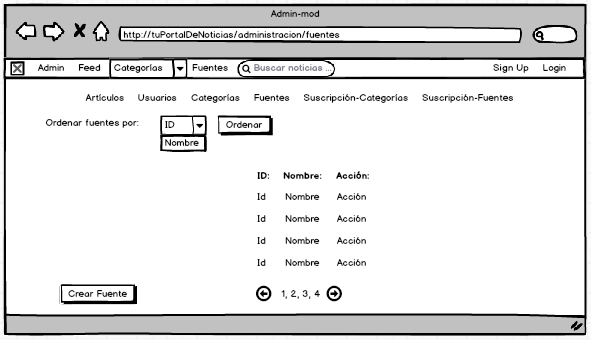 Admin-mod
http://tuPortalDeNoticias/administracion/fuentes
Admin Feed Categorías Fuentes Buscar noticias ... Sign Up Login
Artículos Usuarios Categorías Fuentes Suscripción-Categorías Suscripción-Fuentes
Ordenar fuentes por: ID Ordenar
Nombre
ID: Nombre: Acción:
Id Nombre Acción
Id Nombre Acción
Id Nombre Acción
Id Nombre Acción
Crear Fuente 1, 2, 3, 4